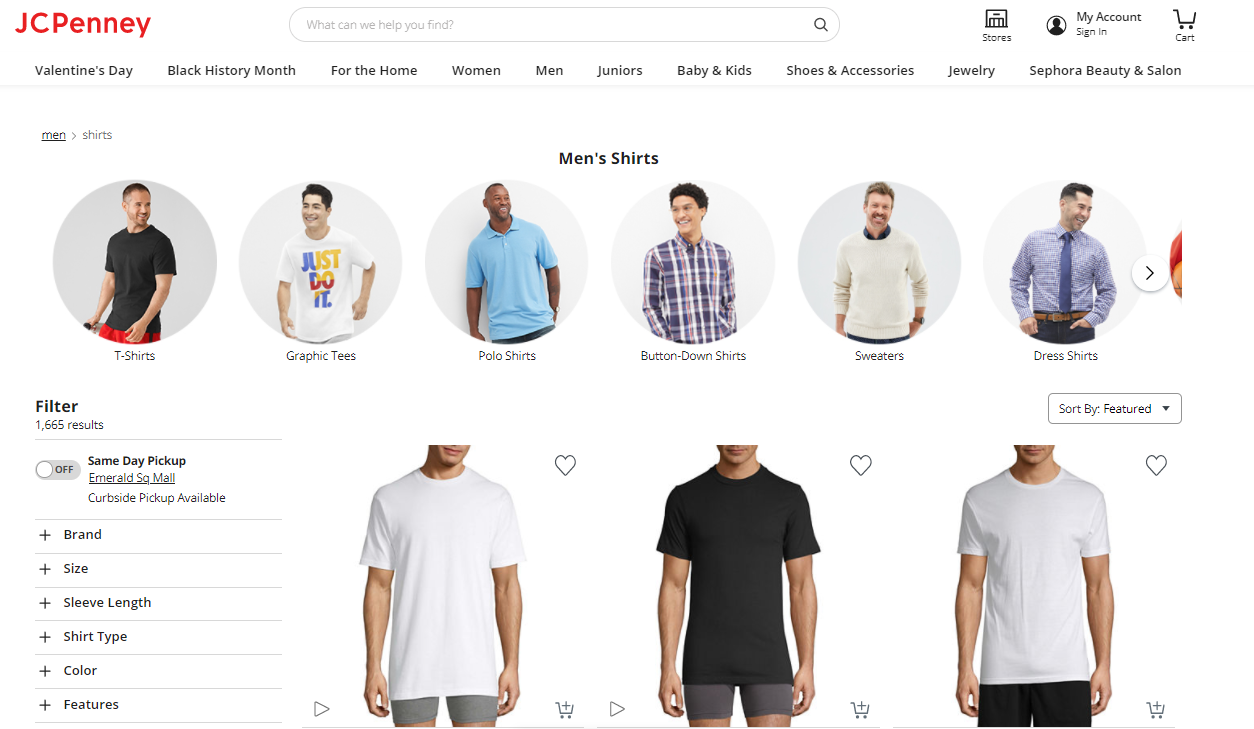 JCPenney
What can we help you find?
Stores
My Account
Sign In
Cart
Valentine's Day
Black History Month
For the Home
Women
Men
Juniors
Baby & Kids
Shoes & Accessories
Jewelry
Sephora Beauty & Salon
men > shirts
Men's Shirts
JUST
DO
IT.
T-Shirts
Graphic Tees
Polo Shirts
Button-Down Shirts
Sweaters
Dress Shirts
Filter
1,665 results
Sort By: Featured
OFF
Same Day Pickup
Emerald Sq Mall
Curbside Pickup Available
Brand
Size
Sleeve Length
Shirt Type
Color
Features